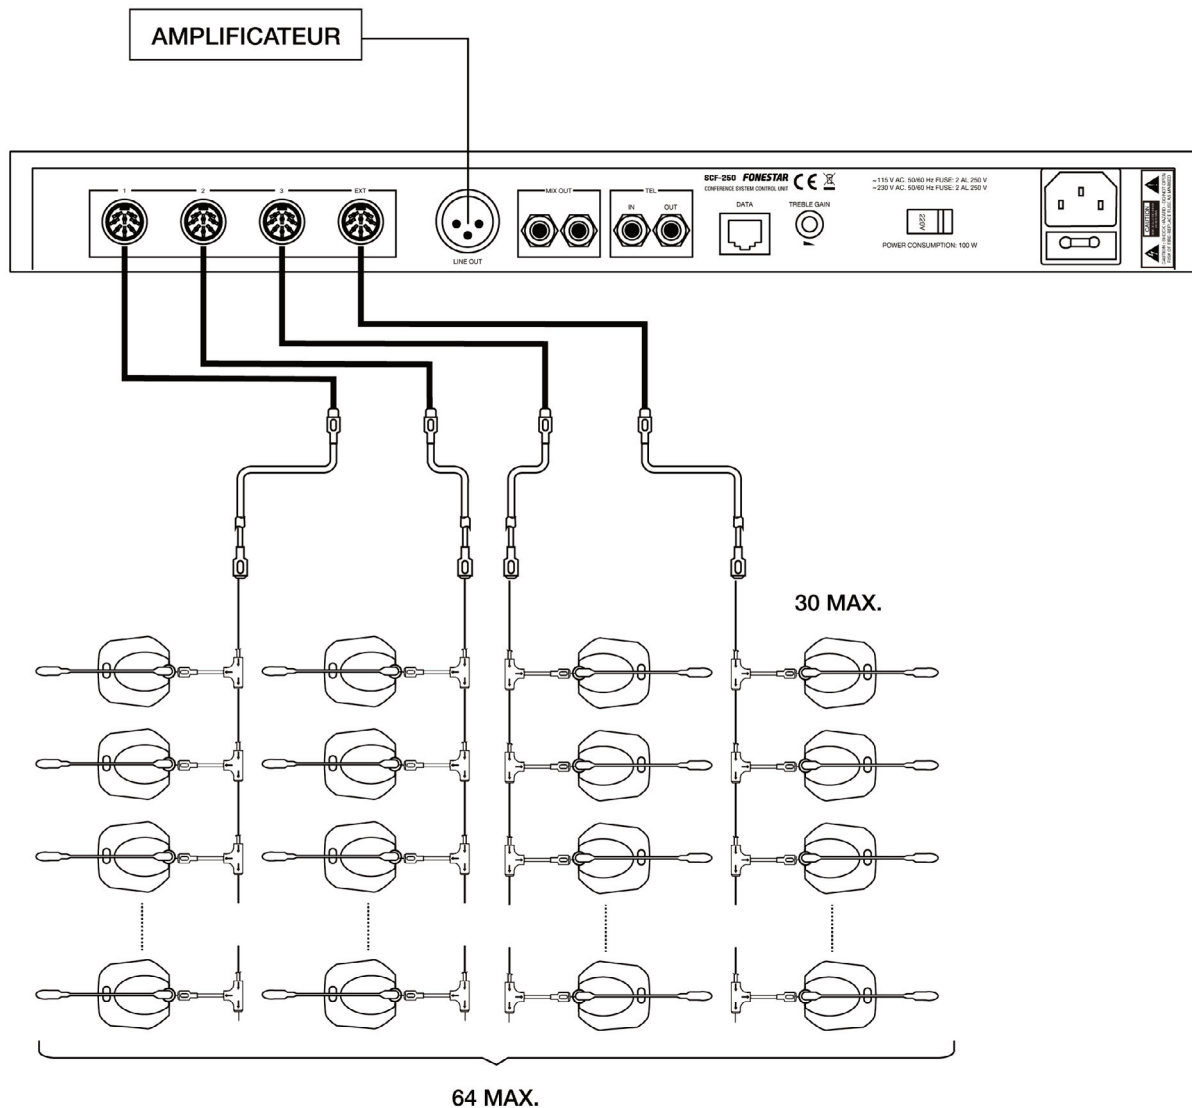 AMPLIFICATEUR
1 2 3 EXT
LINE OUT
MIX OUT
TEL
IN OUT
SCF-250 FONESTAR CE
CONFERENCE SYSTEM CONTROL UNIT
DATA
TREBLE GAIN
~115 V AC. 50/60 Hz FUSE: 2 AL 250 V
~230 V AC. 50/60 Hz FUSE: 2 AL 250 V
220V
POWER CONSUMPTION: 100 W
CAUTION
30 MAX.
64 MAX.